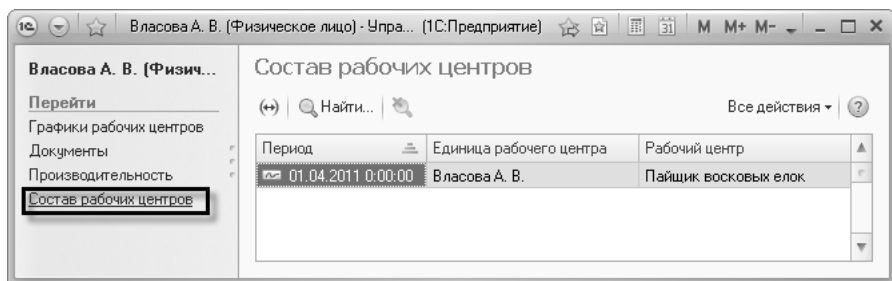 Власова А. В. (Физическое лицо) - Упра... (1С:Предприятие) 31 M M+ M-
Власова А. В. (Физич...
Перейти
Графики рабочих центров
Документы
Производительность
Состав рабочих центров
Состав рабочих центров
Найти...
Все действия
?
Период Единица рабочего центра Рабочий центр
01.04.2011 0:00:00 Власова А. В. Пайщик восковых елок